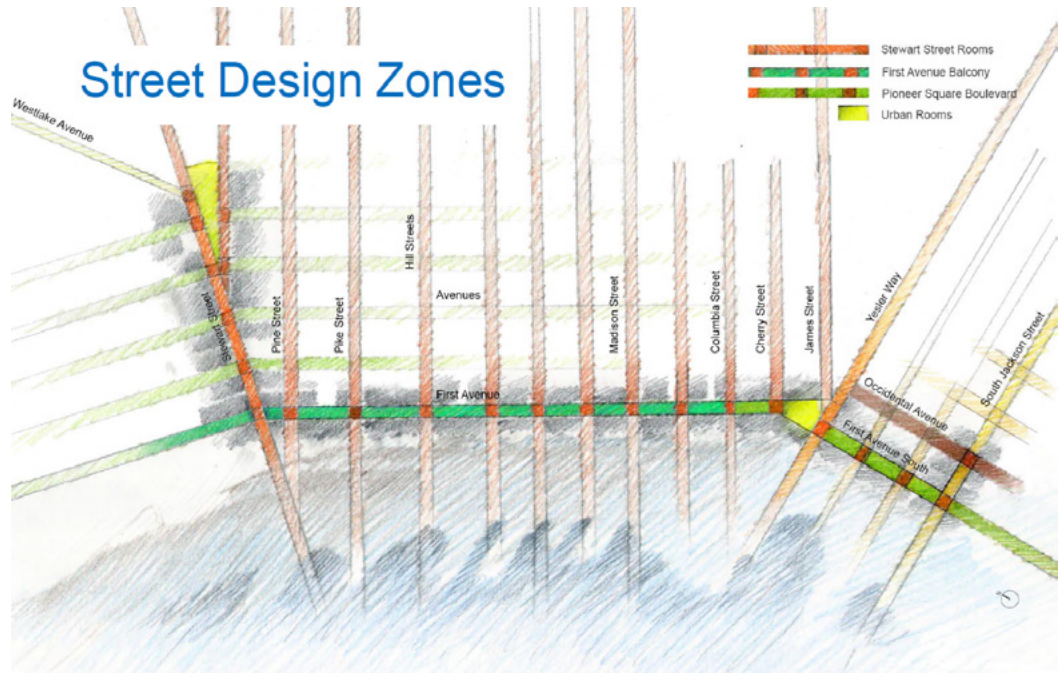 Street Design Zones
Stewart Street Rooms
First Avenue Balcony
Pioneer Square Boulevard
Urban Rooms
Westlake Avenue
Stewart Street
Pine Street
Pike Street
Hill Streets
Avenues
First Avenue
Madison Street
Columbia Street
Cherry Street
James Street
Yesler Way
Occidental Avenue
First Avenue South
South Jackson Street